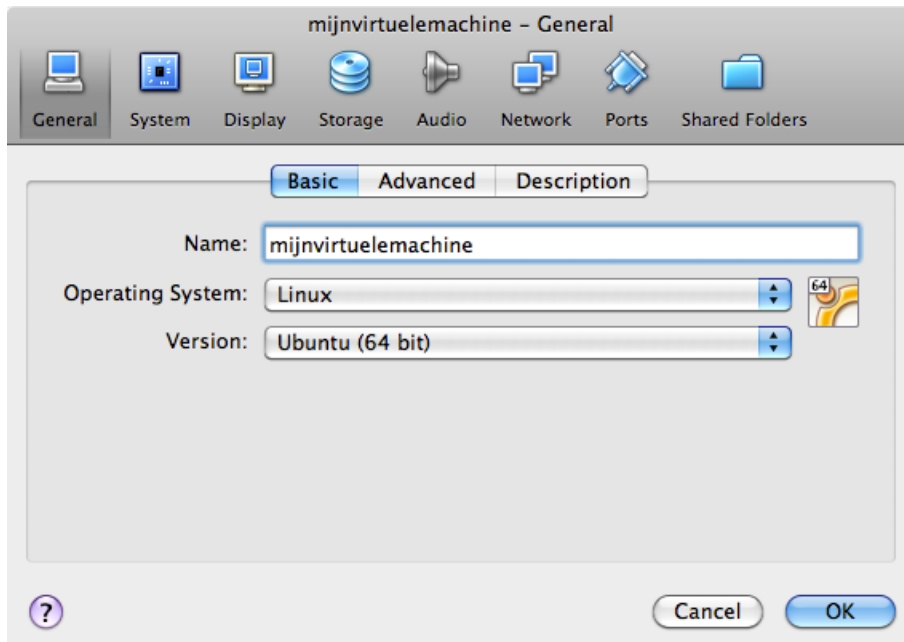 mijnvirtuelemachine – General
General System Display Storage Audio Network Ports Shared Folders
Basic Advanced Description
Name: mijnvirtuelemachine
Operating System: Linux
64
Version: Ubuntu (64 bit)
? Cancel OK